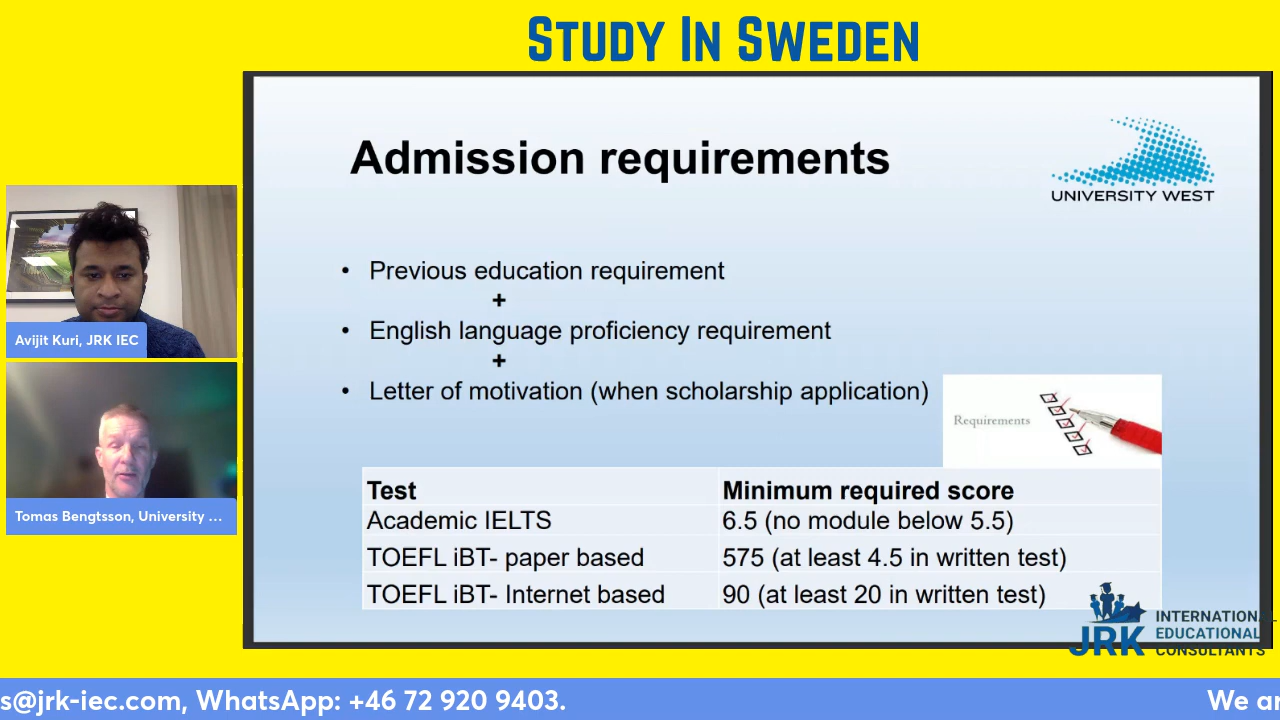 STUDY IN SWEDEN
Admission requirements
UNIVERSITY WEST
• Previous education requirement
+
• English language proficiency requirement
+
• Letter of motivation (when scholarship application)
Requirements
Test Minimum required score
Academic IELTS 6.5 (no module below 5.5)
TOEFL iBT- paper based 575 (at least 4.5 in written test)
TOEFL iBT- Internet based 90 (at least 20 in written test)
Avijit Kuri, JRK IEC
Tomas Bengtsson, University ...
JRK
INTERNATIONAL
EDUCATIONAL
CONSULTANTS
s@jrk-iec.com, WhatsApp: +46 72 920 9403. We ar